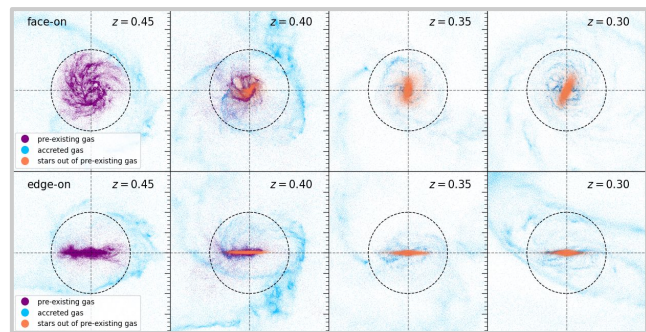 face-on z = 0.45 z = 0.40 z = 0.35 z = 0.30
pre-existing gas
accreted gas
stars out of pre-existing gas
edge-on z = 0.45 z = 0.40 z = 0.35 z = 0.30
pre-existing gas
accreted gas
stars out of pre-existing gas